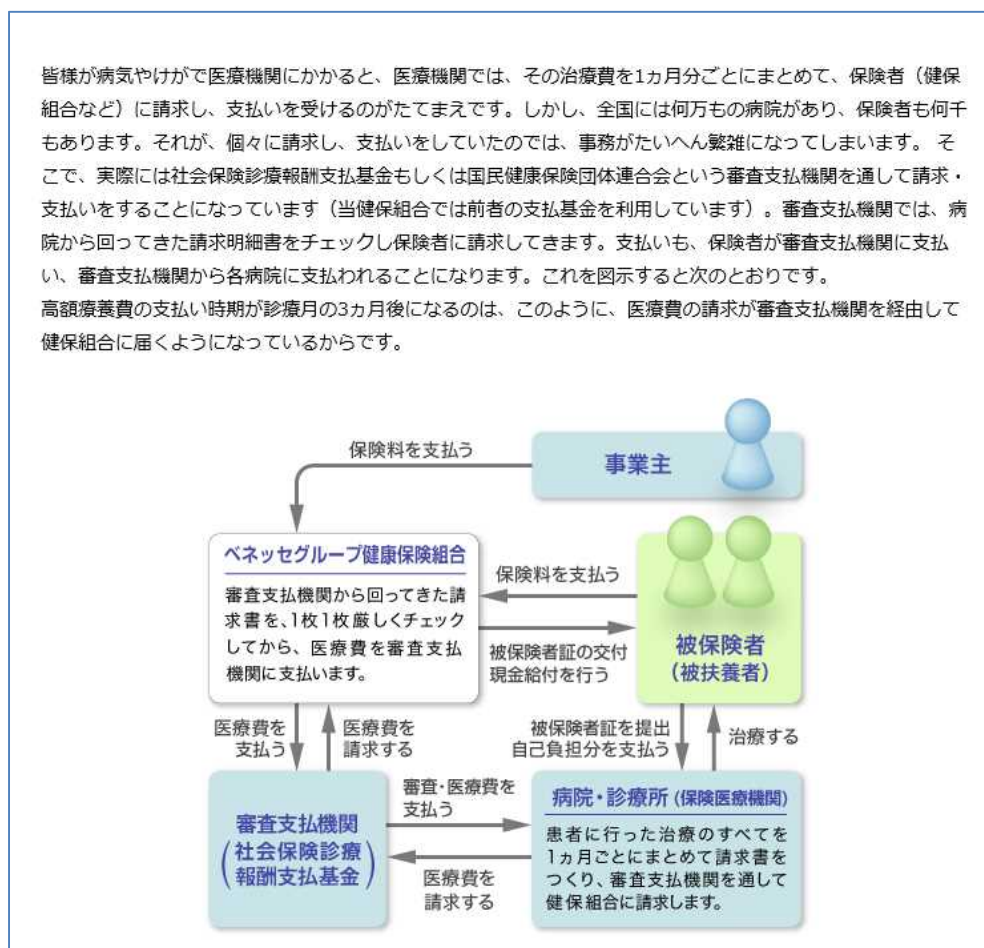 皆様が病気やけがで医療機関にかかると、医療機関では、その治療費を1ヵ月分ごとにまとめて、保険者（健保
組合など）に請求し、支払いを受けるのがたてまえです。しかし、全国には何万もの病院があり、保険者も何千
もあります。それが、個々に請求し、支払いをしていたのでは、事務がたいへん繁雑になってしまいます。 そ
こで、実際には社会保険診療報酬支払基金もしくは国民健康保険団体連合会という審査支払機関を通して請求・
支払いをすることになっています（当健保組合では前者の支払基金を利用しています）。審査支払機関では、病
院から回ってきた請求明細書をチェックし保険者に請求してきます。支払いも、保険者が審査支払機関に支払
い、審査支払機関から各病院に支払われることになります。これを図示すると次のとおりです。
高額療養費の支払い時期が診療月の3ヵ月後になるのは、このように、医療費の請求が審査支払機関を経由して
健保組合に届くようになっているからです。
保険料を支払う
事業主
ベネッセグループ健康保険組合
審査支払機関から回ってきた請
求書を、1枚1枚厳しくチェック
してから、医療費を審査支払
機関に支払います。
保険料を支払う
被保険者証の交付
現金給付を行う
被保険者
（被扶養者）
医療費を
支払う
医療費を
請求する
被保険者証を提出
自己負担分を支払う
治療する
審査支払機関
（社会保険診療
報酬支払基金）
審査・医療費を
支払う
医療費を
請求する
病院・診療所（保険医療機関）
患者に行った治療のすべてを
1ヵ月ごとにまとめて請求書を
つくり、審査支払機関を通して
健保組合に請求します。